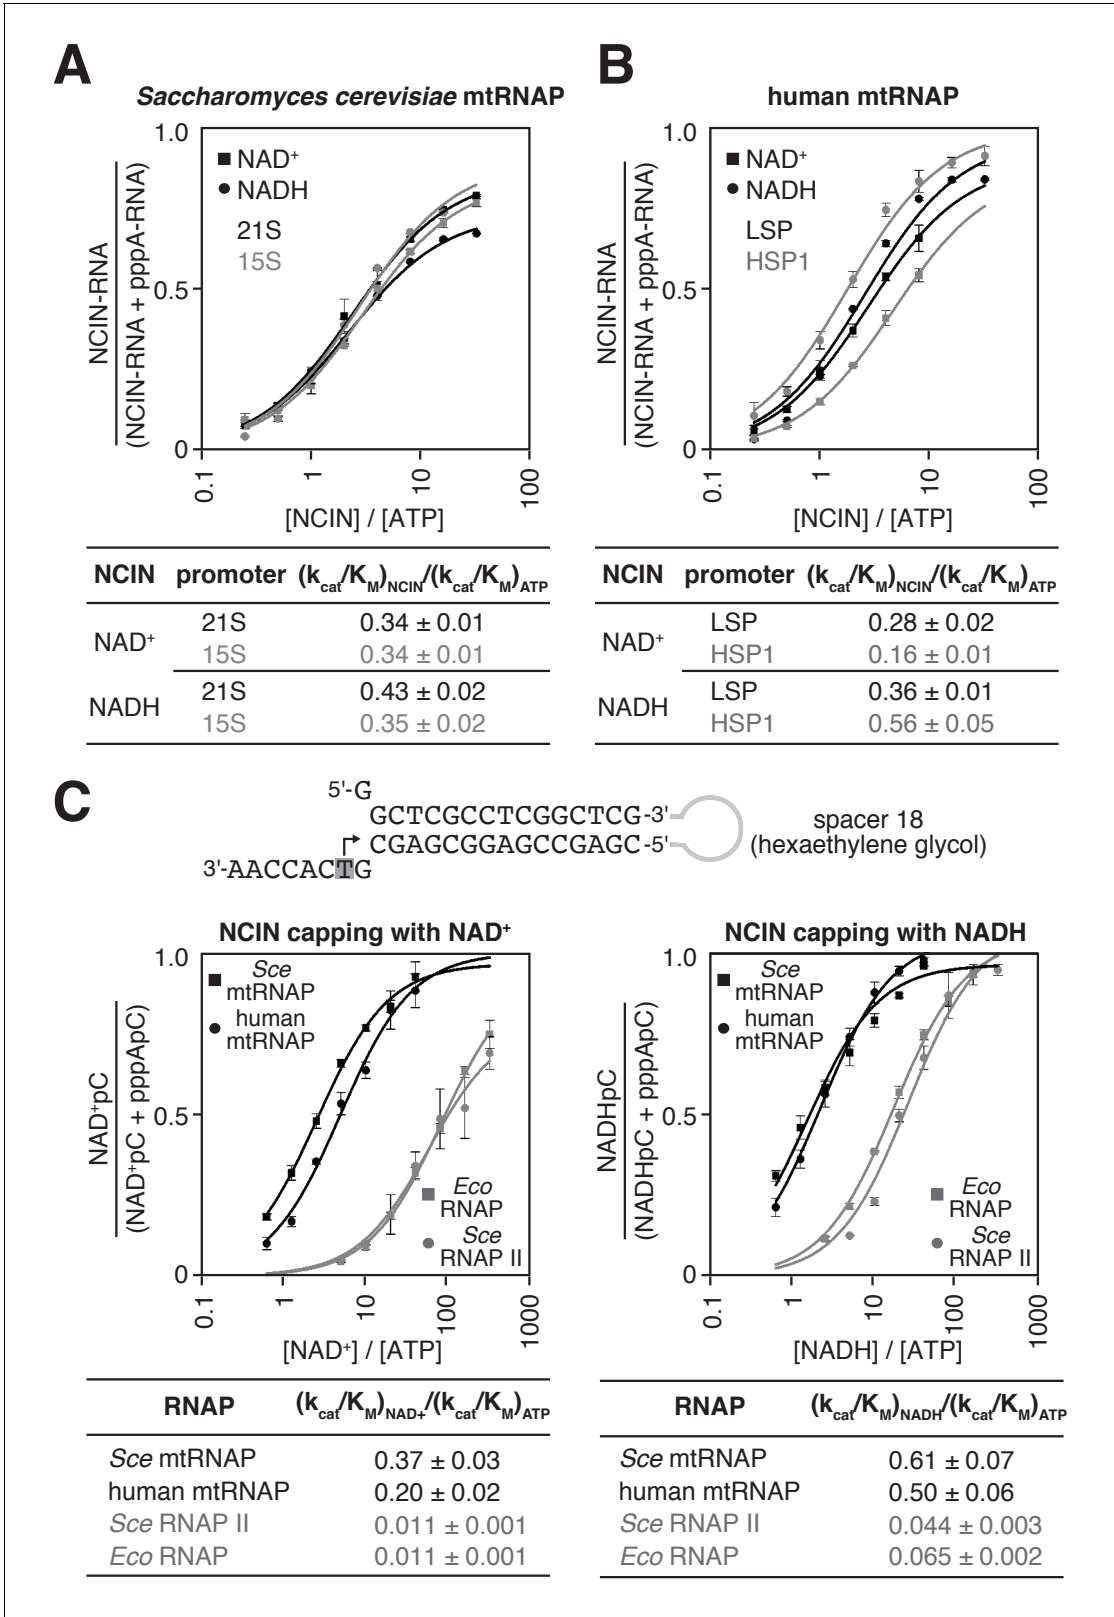 A
Saccharomyces cerevisiae mtRNAP
NCIN-RNA
(NCIN-RNA + pppA-RNA)
1.0
0.5
0
NAD+
NADH
21S
15S
0.1
1
10
100
[NCIN] / [ATP]
NCIN promoter (kcat/KM)NCIN/(kcat/KM)ATP
NAD+
21S 0.34 ± 0.01
15S 0.34 ± 0.01
NADH
21S 0.43 ± 0.02
15S 0.35 ± 0.02
B
human mtRNAP
NCIN-RNA
(NCIN-RNA + pppA-RNA)
1.0
0.5
0
NAD+
NADH
LSP
HSP1
0.1
1
10
100
[NCIN] / [ATP]
NCIN promoter (kcat/KM)NCIN/(kcat/KM)ATP
NAD+
LSP 0.28 ± 0.02
HSP1 0.16 ± 0.01
NADH
LSP 0.36 ± 0.01
HSP1 0.56 ± 0.05
C
5'-G
GCTCGCCTCGGCTCG-3'
CGAGCGGAGCCGAGC-5'
3'-AACCACTG
spacer 18
(hexaethylene glycol)
NCIN capping with NAD+
NAD+pC
(NAD+pC + pppApC)
1.0
0.5
0
Sce
mtRNAP
human
mtRNAP
Eco
RNAP
Sce
RNAP II
0.1
1
10
100
1000
[NAD+] / [ATP]
RNAP (kcat/KM)NAD+/(kcat/KM)ATP
Sce mtRNAP 0.37 ± 0.03
human mtRNAP 0.20 ± 0.02
Sce RNAP II 0.011 ± 0.001
Eco RNAP 0.011 ± 0.001
NCIN capping with NADH
NADHpC
(NADHpC + pppApC)
1.0
0.5
0
Sce
mtRNAP
human
mtRNAP
Eco
RNAP
Sce
RNAP II
0.1
1
10
100
1000
[NADH] / [ATP]
RNAP (kcat/KM)NADH/(kcat/KM)ATP
Sce mtRNAP 0.61 ± 0.07
human mtRNAP 0.50 ± 0.06
Sce RNAP II 0.044 ± 0.003
Eco RNAP 0.065 ± 0.002